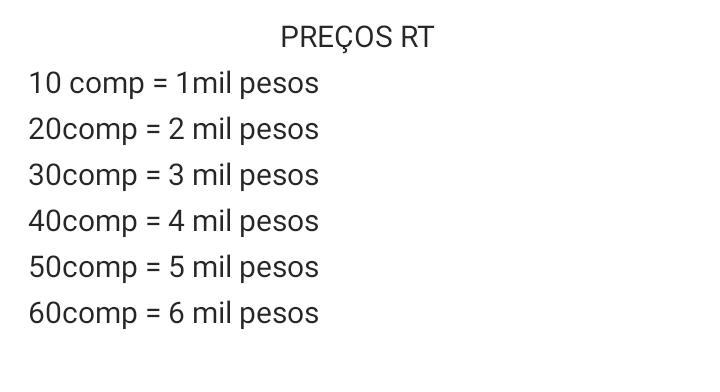 PREÇOS RT
10 comp = 1mil pesos
20comp = 2 mil pesos
30comp = 3 mil pesos
40comp = 4 mil pesos
50comp = 5 mil pesos
60comp = 6 mil pesos